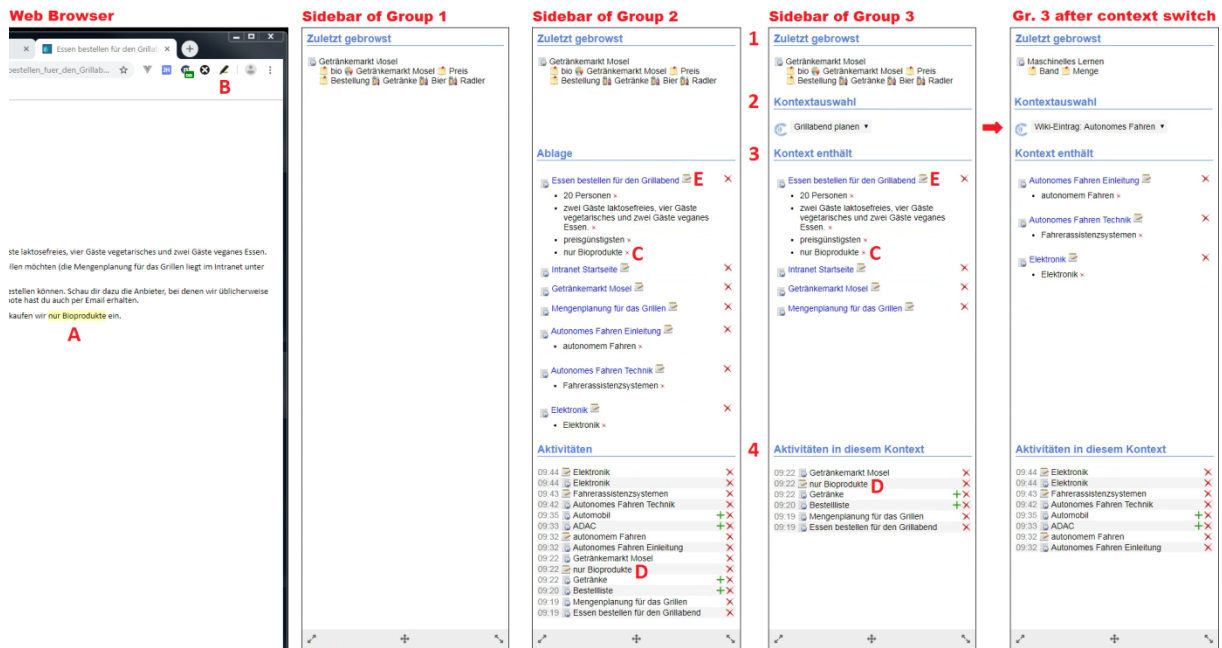 Web Browser
Essen bestellen für den Grillab
×
×
+
bestellen_fuer_den_Grillab...
B
ste laktosefreies, vier Gäste vegetarisches und zwei Gäste veganes Essen.
llen möchten (die Mengenplanung für das Grillen liegt im Intranet unter
estellen können. Schau dir dazu die Anbieter, bei denen wir üblicherweise
bote hast du auch per Email erhalten.
kaufen wir nur Bioprodukte ein.
A
Sidebar of Group 1
Zuletzt gebrowst
Getränkemarkt Mosel
bio Getränkemarkt Mosel Preis
Bestellung Getränke Bier Radler
Sidebar of Group 2
Zuletzt gebrowst
Getränkemarkt Mosel
bio Getränkemarkt Mosel Preis
Bestellung Getränke Bier Radler
Ablage
Essen bestellen für den Grillabend E
• 20 Personen ×
• zwei Gäste laktosefreies, vier Gäste
vegetarisches und zwei Gäste veganes
Essen. ×
• preisgünstigsten ×
• nur Bioprodukte × C
Intranet Startseite
Getränkemarkt Mosel
Mengenplanung für das Grillen
Autonomes Fahren Einleitung
• autonomem Fahren ×
Autonomes Fahren Technik
• Fahrerassistenzsystemen ×
Elektronik
• Elektronik ×
Aktivitäten
09:44 Elektronik
09:44 Elektronik
09:43 Fahrerassistenzsystemen
09:42 Autonomes Fahren Technik
09:35 Automobil
09:33 ADAC
09:32 autonomem Fahren
09:32 Autonomes Fahren Einleitung
09:22 Getränkemarkt Mosel
09:22 nur Bioprodukte D
09:22 Getränke
09:20 Bestellliste
09:19 Mengenplanung für das Grillen
09:19 Essen bestellen für den Grillabend
1
2
3
4
Sidebar of Group 3
Zuletzt gebrowst
Getränkemarkt Mosel
bio Getränkemarkt Mosel Preis
Bestellung Getränke Bier Radler
Kontextauswahl
Grillabend planen
Kontext enthält
Essen bestellen für den Grillabend E
• 20 Personen ×
• zwei Gäste laktosefreies, vier Gäste
vegetarisches und zwei Gäste veganes
Essen. ×
• preisgünstigsten ×
• nur Bioprodukte × C
Intranet Startseite
Getränkemarkt Mosel
Mengenplanung für das Grillen
Aktivitäten in diesem Kontext
09:22 Getränkemarkt Mosel
09:22 nur Bioprodukte D
09:22 Getränke
09:20 Bestellliste
09:19 Mengenplanung für das Grillen
09:19 Essen bestellen für den Grillabend
Gr. 3 after context switch
Zuletzt gebrowst
Maschinelles Lernen
Band Menge
Kontextauswahl
Wiki-Eintrag: Autonomes Fahren
Kontext enthält
Autonomes Fahren Einleitung
• autonomem Fahren ×
Autonomes Fahren Technik
• Fahrerassistenzsystemen ×
Elektronik
• Elektronik ×
Aktivitäten in diesem Kontext
09:44 Elektronik
09:44 Elektronik
09:43 Fahrerassistenzsystemen
09:42 Autonomes Fahren Technik
09:35 Automobil
09:33 ADAC
09:32 autonomem Fahren
09:32 Autonomes Fahren Einleitung